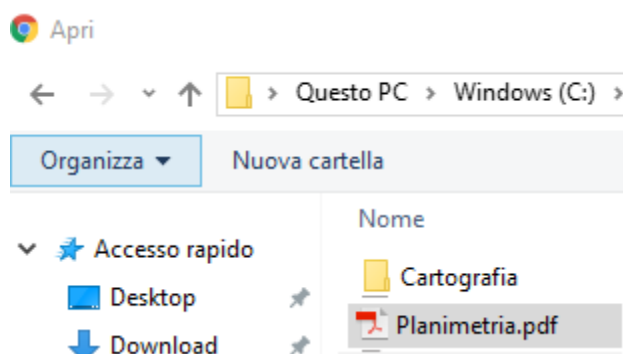 Apri
Questo PC > Windows (C:) >
Organizza Nuova cartella
Nome
Accesso rapido
Cartografia
Desktop
Planimetria.pdf
Download